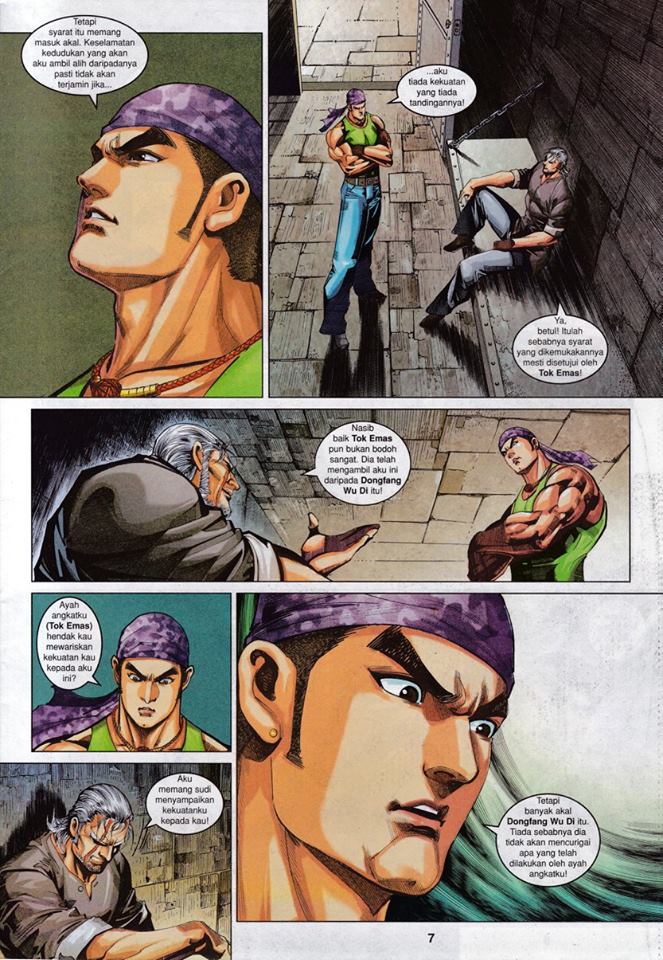 Tetapi
syarat itu memang
masuk akal. Keselamatan
kedudukan yang akan
aku ambil alih daripadanya
pasti tidak akan
terjamin jika...
...aku
tiada kekuatan
yang tiada
tandingannya!
Ya,
betul! Itulah
sebabnya syarat
yang dikemukakannya
mesti disetujui oleh
Tok Emas!
Nasib
baik Tok Emas
pun bukan bodoh
sangat. Dia telah
mengambil aku ini
daripada Dongfang
Wu Di itu!
Ayah
angkatku
(Tok Emas)
hendak kau
mewariskan
kekuatan kau
kepada aku
ini?
Aku
memang sudi
menyampaikan
kekuatanku
kepada kau!
Tetapi
banyak akal
Dongfang Wu Di itu.
Tiada sebabnya dia
tidak akan mencurigai
apa yang telah
dilakukan oleh ayah
angkatku!
7